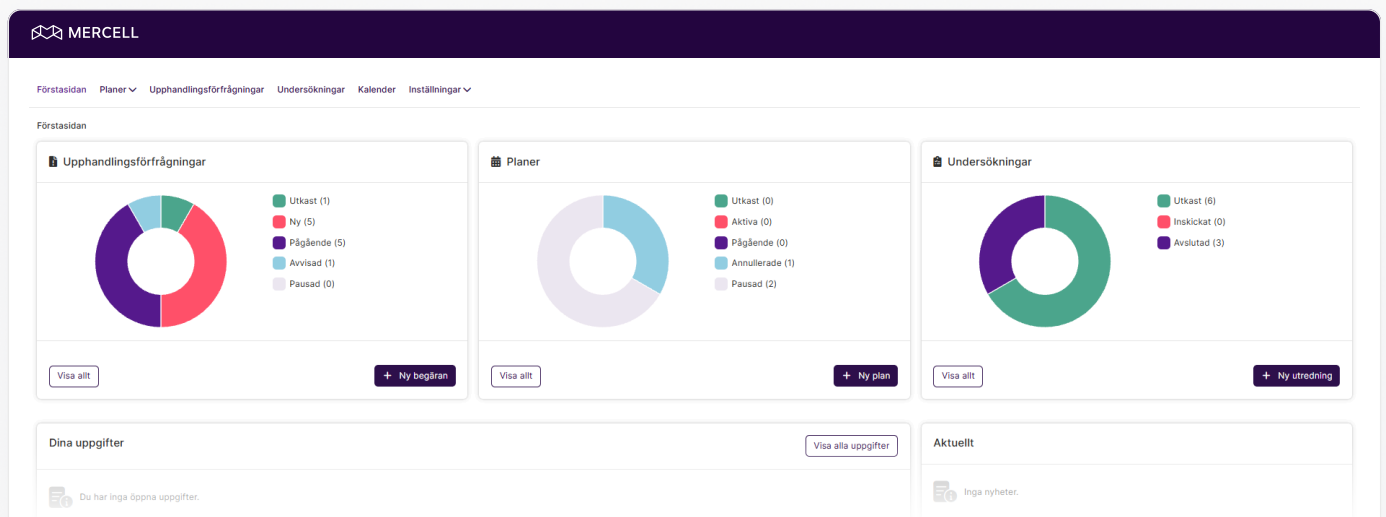 MERCELL
Förstasidan Planer Upphandlingsförfrågningar Undersökningar Kalender Inställningar
Förstasidan
Upphandlingsförfrågningar
Utkast (1)
Ny (5)
Pågående (5)
Avvisad (1)
Pausad (0)
Visa allt + Ny begäran
Planer
Utkast (0)
Aktiva (0)
Pågående (0)
Annullerade (1)
Pausad (2)
Visa allt + Ny plan
Undersökningar
Utkast (6)
Inskickat (0)
Avslutad (3)
Visa allt + Ny utredning
Dina uppgifter Visa alla uppgifter
Du har inga öppna uppgifter.
Aktuellt
Inga nyheter.